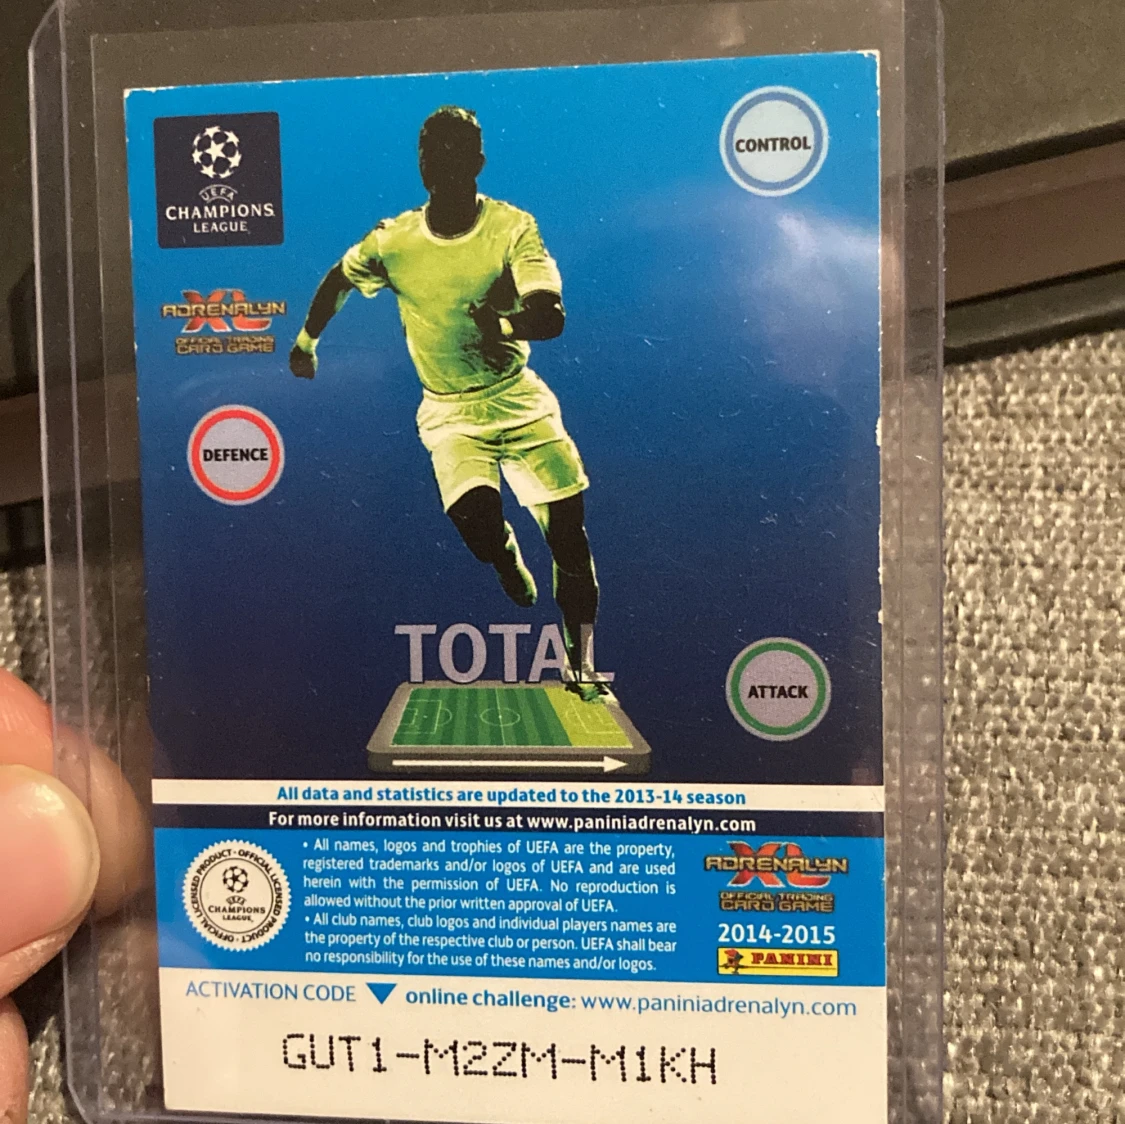 CONTROL
UEFA
CHAMPIONS
LEAGUE
ADRENALYN
XL
OFFICIAL TRADING
CARD GAME
DEFENCE
TOTAL
ATTACK
All data and statistics are updated to the 2013-14 season
For more information visit us at www.paniniadrenalyn.com
• All names, logos and trophies of UEFA are the property,
registered trademarks and/or logos of UEFA and are used
herein with the permission of UEFA. No reproduction is
allowed without the prior written approval of UEFA.
• All club names, club logos and individual players names are
the property of the respective club or person. UEFA shall bear
no responsibility for the use of these names and/or logos.
OFFICIAL LICENSED PRODUCT · OFFICIAL LICENSED PRODUCT ·
UEFA
CHAMPIONS
LEAGUE
ADRENALYN
XL
OFFICIAL TRADING
CARD GAME
2014-2015
PANINI
ACTIVATION CODE online challenge: www.paniniadrenalyn.com
GUT1-M2ZM-M1KH